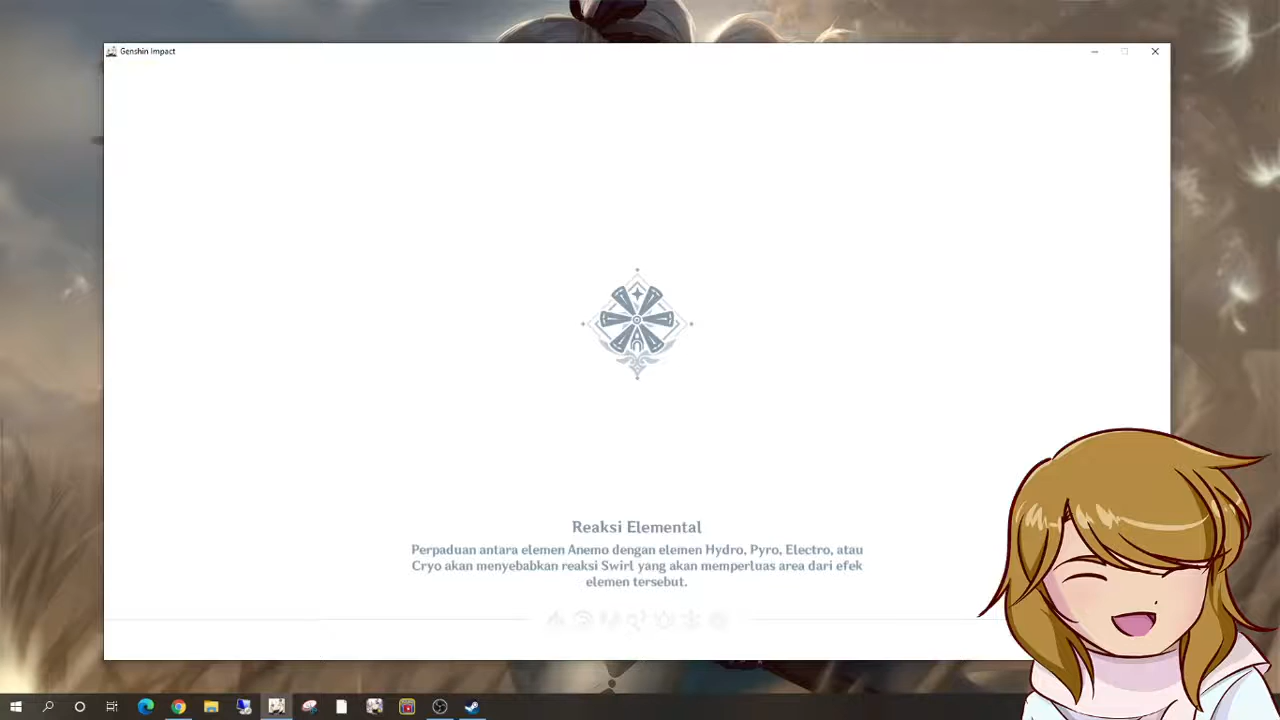 Genshin Impact
Reaksi Elemental
Perpaduan antara elemen Anemo dengan elemen Hydro, Pyro, Electro, atau
Cryo akan menyebabkan reaksi Swirl yang akan memperluas area dari efek
elemen tersebut.